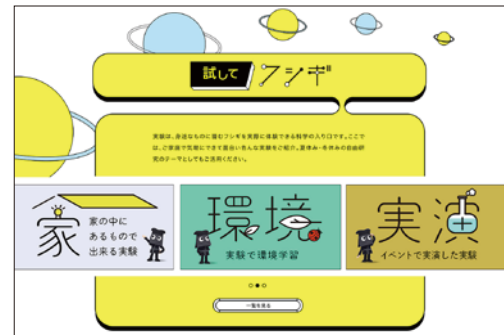 試して フシギ
実験は、身近なものに潜むフシギを実際に体験できる科学の入り口です。ここで
は、ご家庭で気軽にできて面白いろんな実験をご紹介。夏休み・冬休みの自由研
究のテーマとしてもご活用ください。
家
家の中に
あるもので
出来る実験
環境
実験で環境学習
実演
イベントで実演した実験
一覧を見る